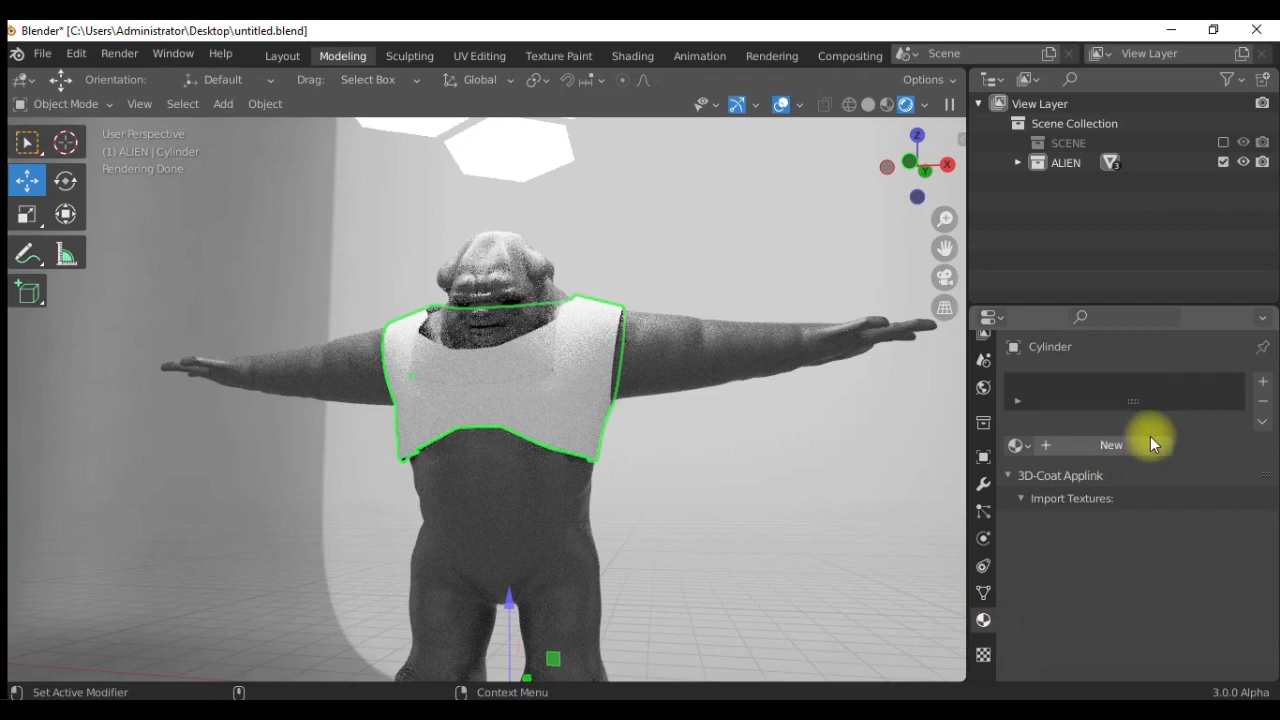 Blender* [C:\Users\Administrator\Desktop\untitled.blend]
File Edit Render Window Help Layout Modeling Sculpting UV Editing Texture Paint Shading Animation Rendering Compositing Scene View Layer
Orientation: Default Drag: Select Box Global Options
Object Mode View Select Add Object
User Perspective
(1) ALIEN | Cylinder
Rendering Done
Z
X
Y
View Layer
Scene Collection
SCENE
ALIEN 3
Cylinder
New
3D-Coat Applink
Import Textures:
Set Active Modifier Context Menu 3.0.0 Alpha